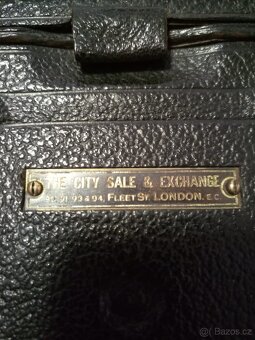 THE CITY SALE & EXCHANGE
90, 91, 93 & 94, FLEET ST. LONDON. E.C.
Bazos.cz